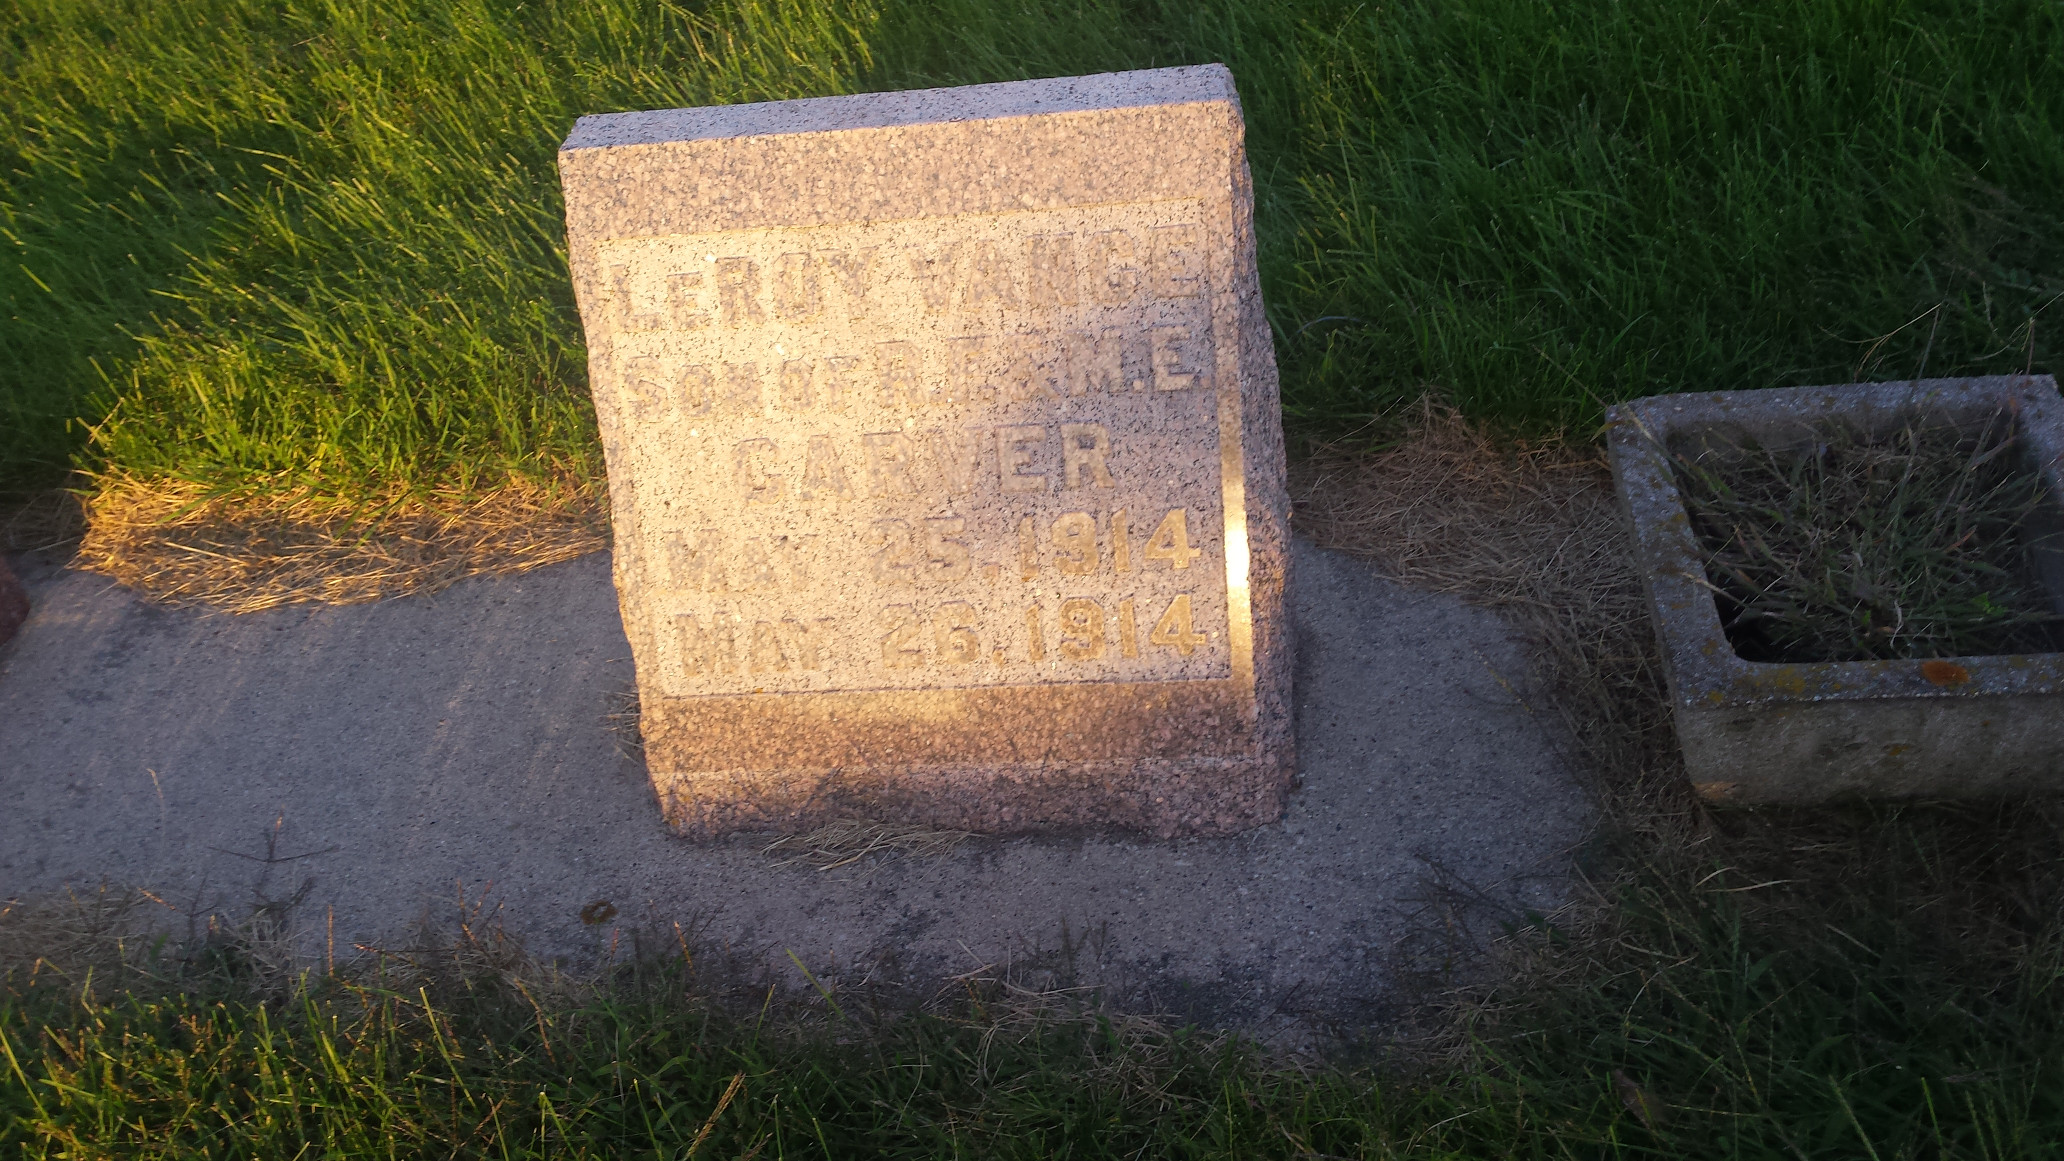 LEROY VANCE
SON OF R.F. & M.E.
GARVER
MAY 25, 1914
MAY 26, 1914